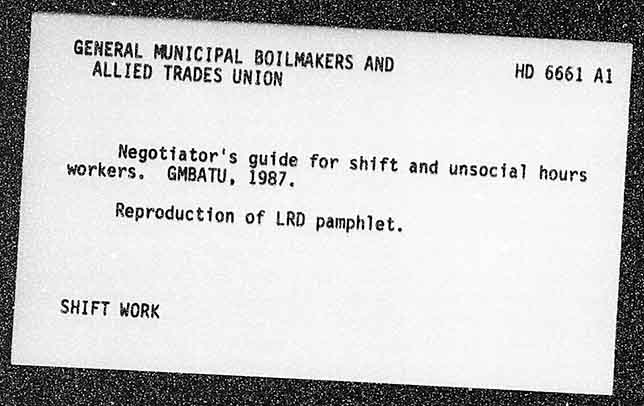 GENERAL MUNICIPAL BOILMAKERS AND
ALLIED TRADES UNION
HD 6661 A1
Negotiator's guide for shift and unsocial hours
workers. GMBATU, 1987.
Reproduction of LRD pamphlet.
SHIFT WORK